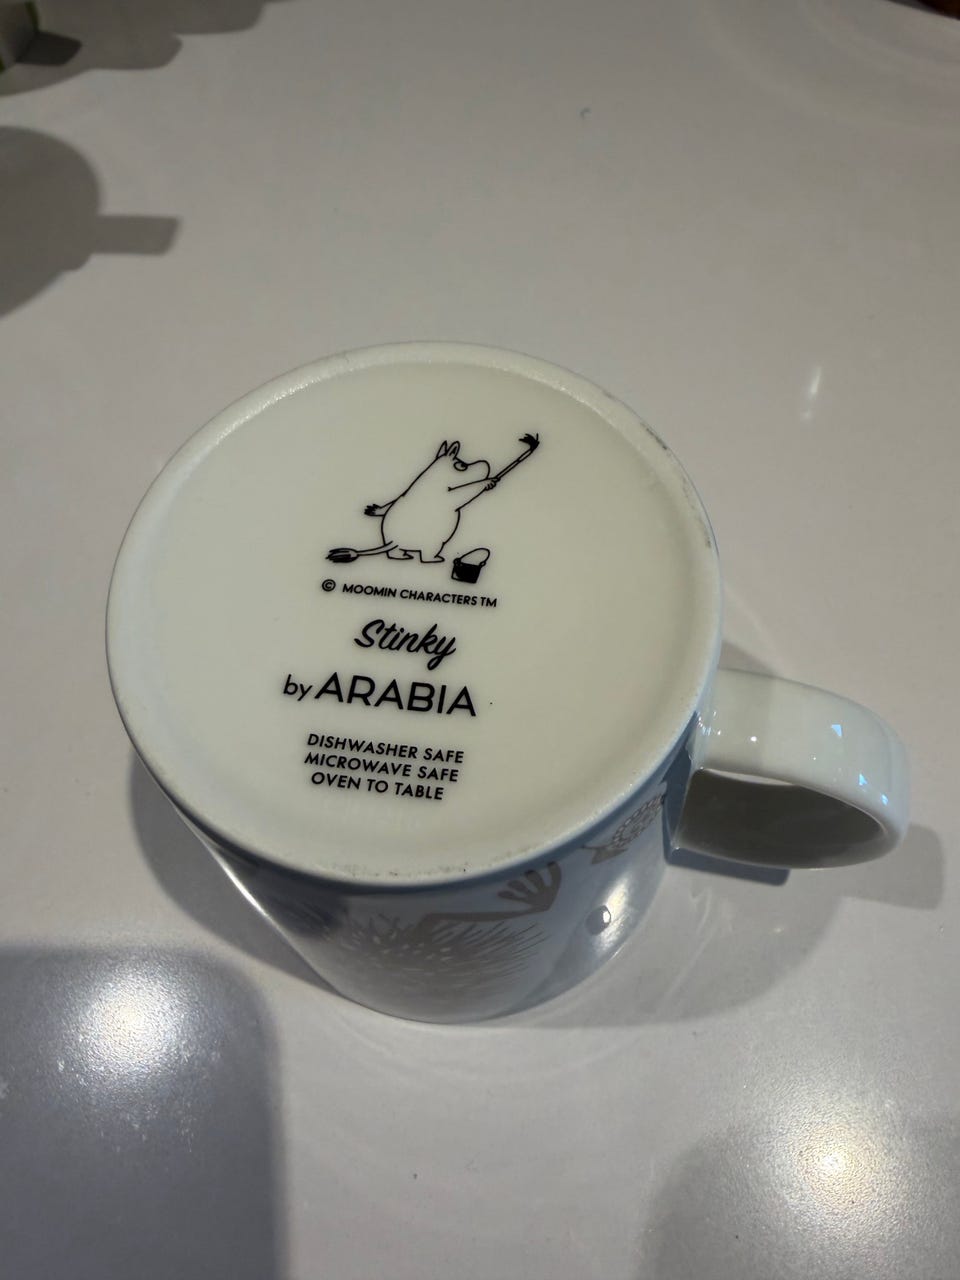 © MOOMIN CHARACTERS TM
Stinky
by ARABIA
DISHWASHER SAFE
MICROWAVE SAFE
OVEN TO TABLE